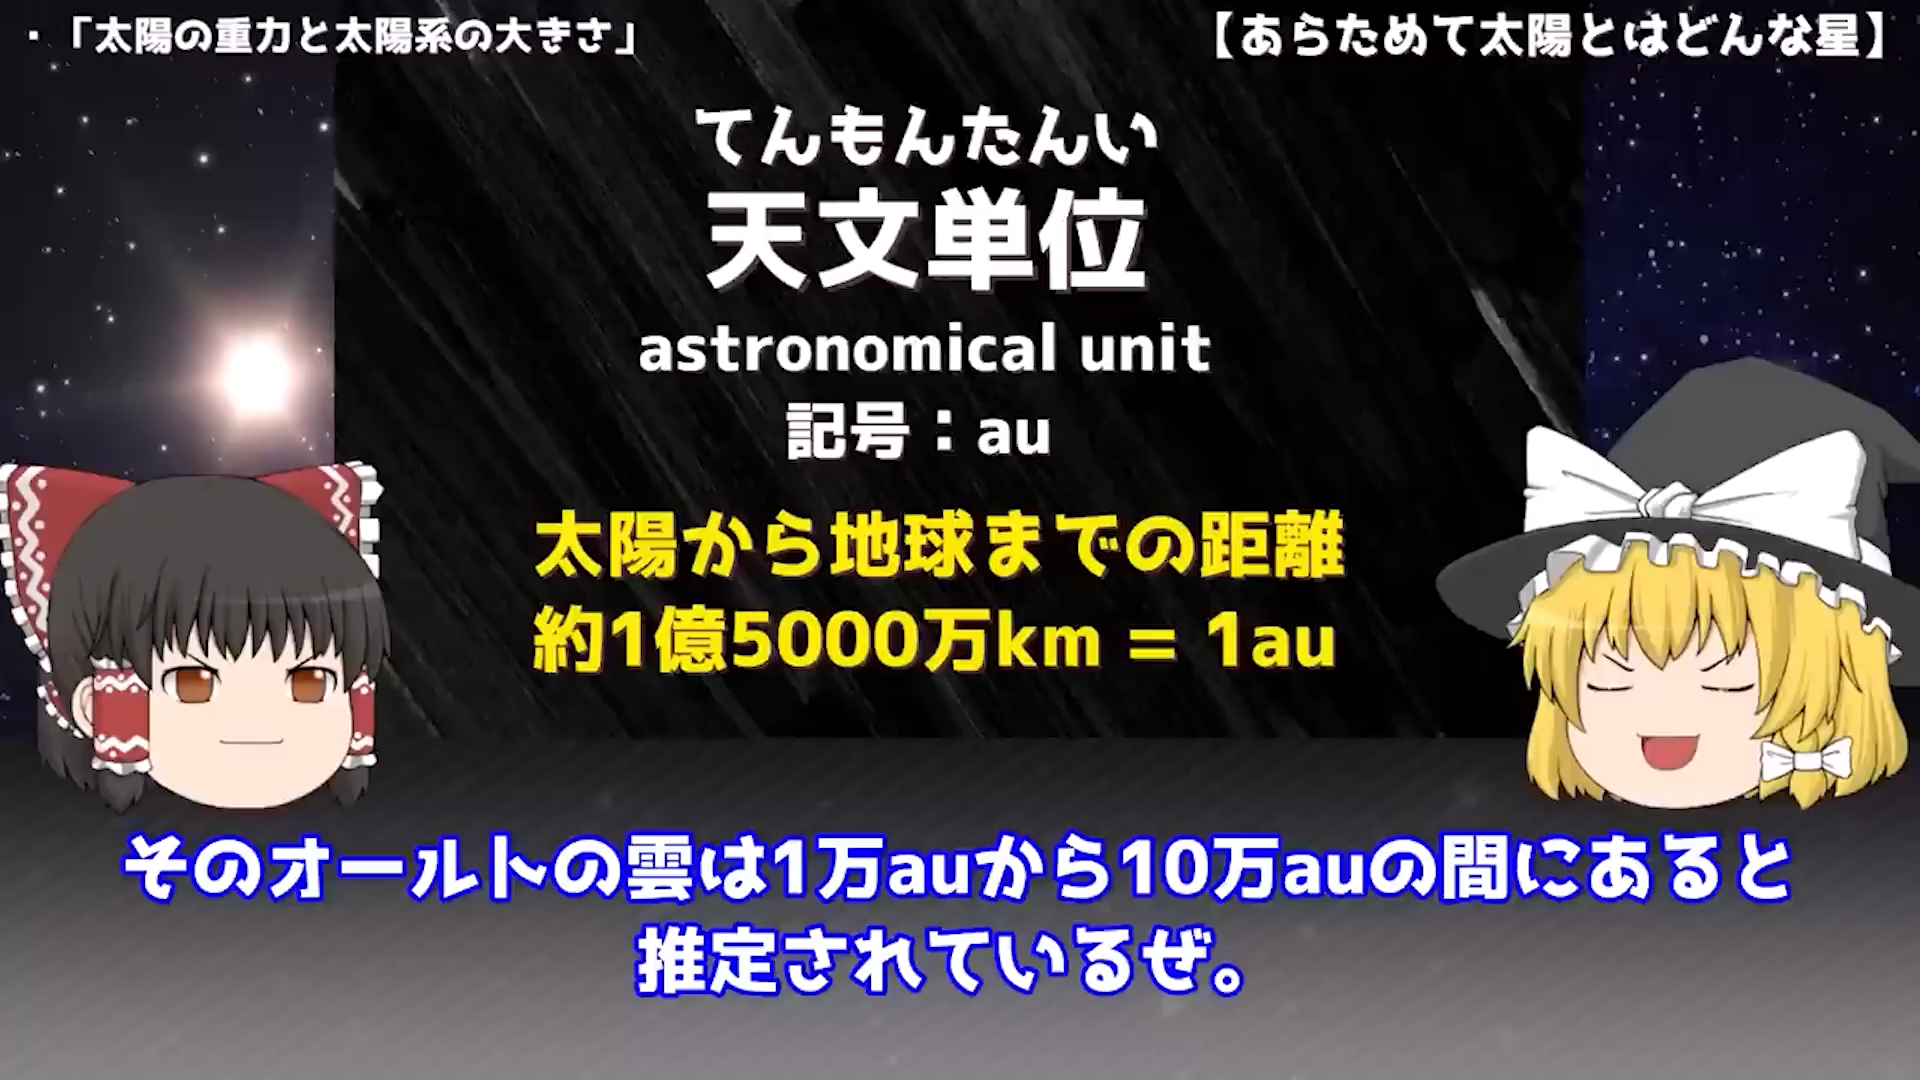 ・「太陽の重力と太陽系の大きさ」
【あらためて太陽とはどんな星】
てんもんたんい
天文単位
astronomical unit
記号：au
太陽から地球までの距離
約1億5000万km = 1au
そのオールトの雲は1万auから10万auの間にあると
推定されているぜ。